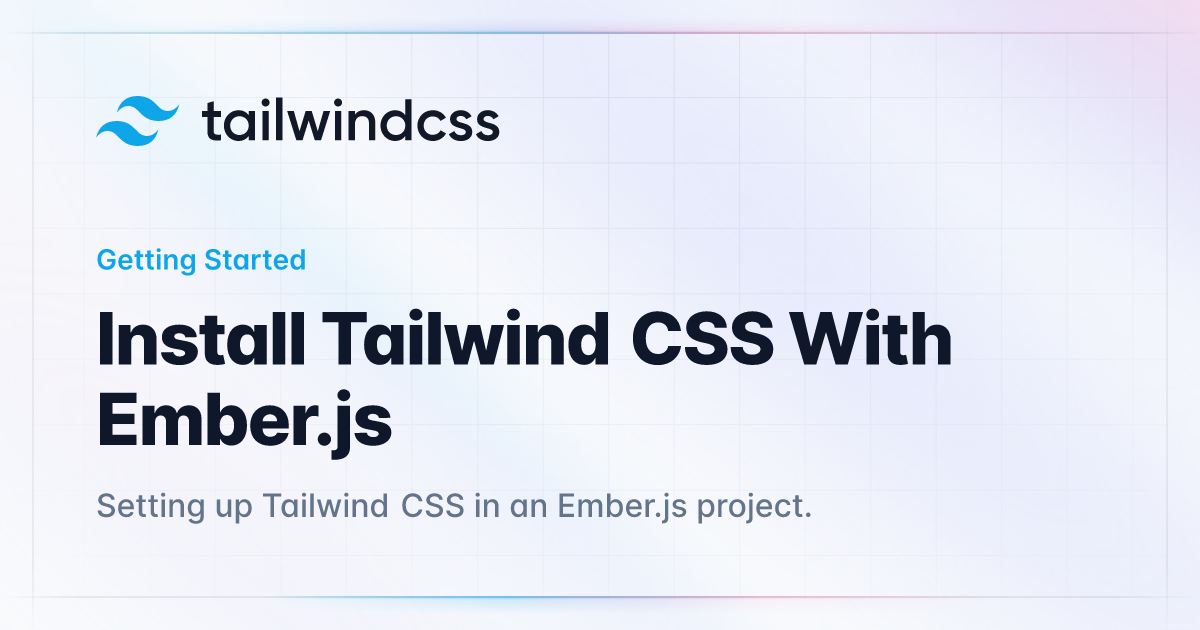 tailwindcss
Getting Started
Install Tailwind CSS With
Ember.js
Setting up Tailwind CSS in an Ember.js project.